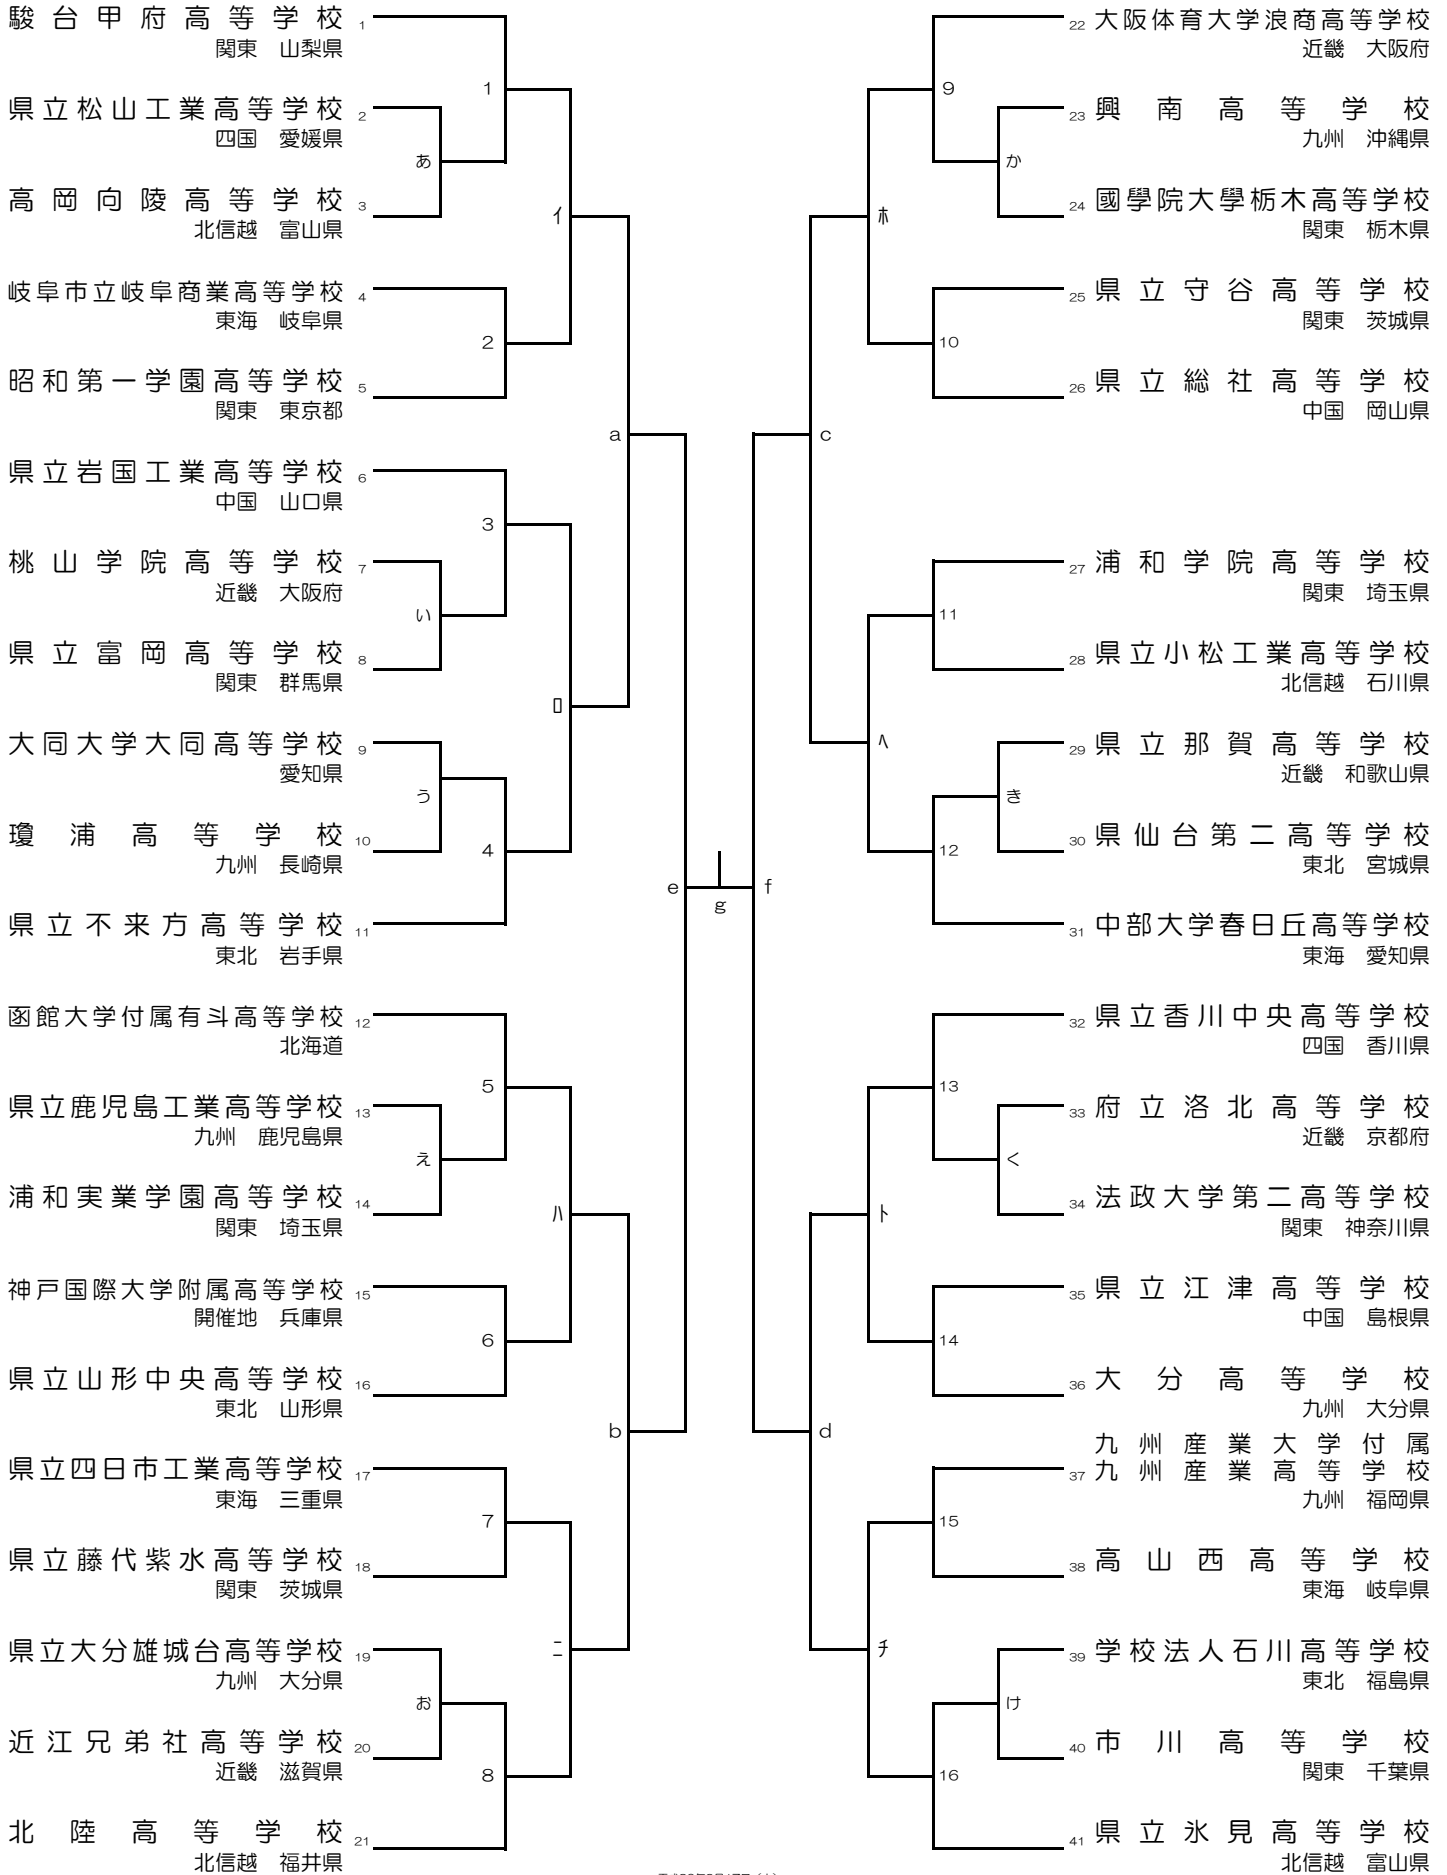 駿台甲府高等学校 1
関東 山梨県
県立松山工業高等学校 2
四国 愛媛県
高岡向陵高等学校 3
北信越 富山県
岐阜市立岐阜商業高等学校 4
東海 岐阜県
昭和第一学園高等学校 5
関東 東京都
県立岩国工業高等学校 6
中国 山口県
桃山学院高等学校 7
近畿 大阪府
県立富岡高等学校 8
関東 群馬県
大同大学大同高等学校 9
愛知県
瓊浦高等学校 10
九州 長崎県
県立不来方高等学校 11
東北 岩手県
函館大学付属有斗高等学校 12
北海道
県立鹿児島工業高等学校 13
九州 鹿児島県
浦和実業学園高等学校 14
関東 埼玉県
神戸国際大学附属高等学校 15
開催地 兵庫県
県立山形中央高等学校 16
東北 山形県
県立四日市工業高等学校 17
東海 三重県
県立藤代紫水高等学校 18
関東 茨城県
県立大分雄城台高等学校 19
九州 大分県
近江兄弟社高等学校 20
近畿 滋賀県
北陸高等学校 21
北信越 福井県
あ
い
う
え
お
1
2
3
4
5
6
7
8
イ
ロ
ハ
ニ
a
b
e
g
f
c
d
ホ
ヘ
ト
チ
9
10
11
12
13
14
15
16
か
き
く
け
22 大阪体育大学浪商高等学校
近畿 大阪府
23 興南高等学校
九州 沖縄県
24 國學院大學栃木高等学校
関東 栃木県
25 県立守谷高等学校
関東 茨城県
26 県立総社高等学校
中国 岡山県
27 浦和学院高等学校
関東 埼玉県
28 県立小松工業高等学校
北信越 石川県
29 県立那賀高等学校
近畿 和歌山県
30 県仙台第二高等学校
東北 宮城県
31 中部大学春日丘高等学校
東海 愛知県
32 県立香川中央高等学校
四国 香川県
33 府立洛北高等学校
近畿 京都府
34 法政大学第二高等学校
関東 神奈川県
35 県立江津高等学校
中国 島根県
36 大分高等学校
九州 大分県
九州産業大学付属
37 九州産業高等学校
九州 福岡県
38 高山西高等学校
東海 岐阜県
39 学校法人石川高等学校
東北 福島県
40 市川高等学校
関東 千葉県
41 県立氷見高等学校
北信越 富山県